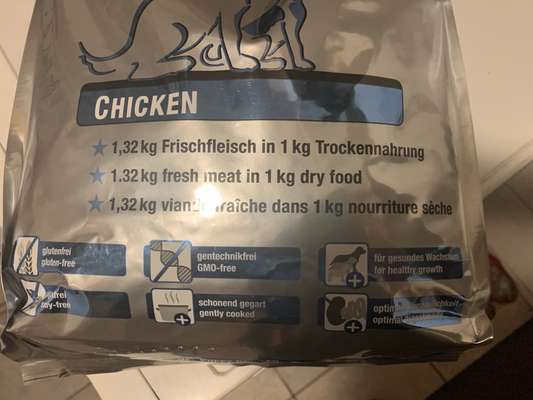 CHICKEN
1,32 kg Frischfleisch in 1 kg Trockennahrung
1.32 kg fresh meat in 1 kg dry food
1,32 kg viande fraîche dans 1 kg nourriture sèche
glutenfrei
gluten-free
gentechnikfrei
GMO-free
für gesundes Wachstum
for healthy growth
schonend gegart
gently cooked
optimal